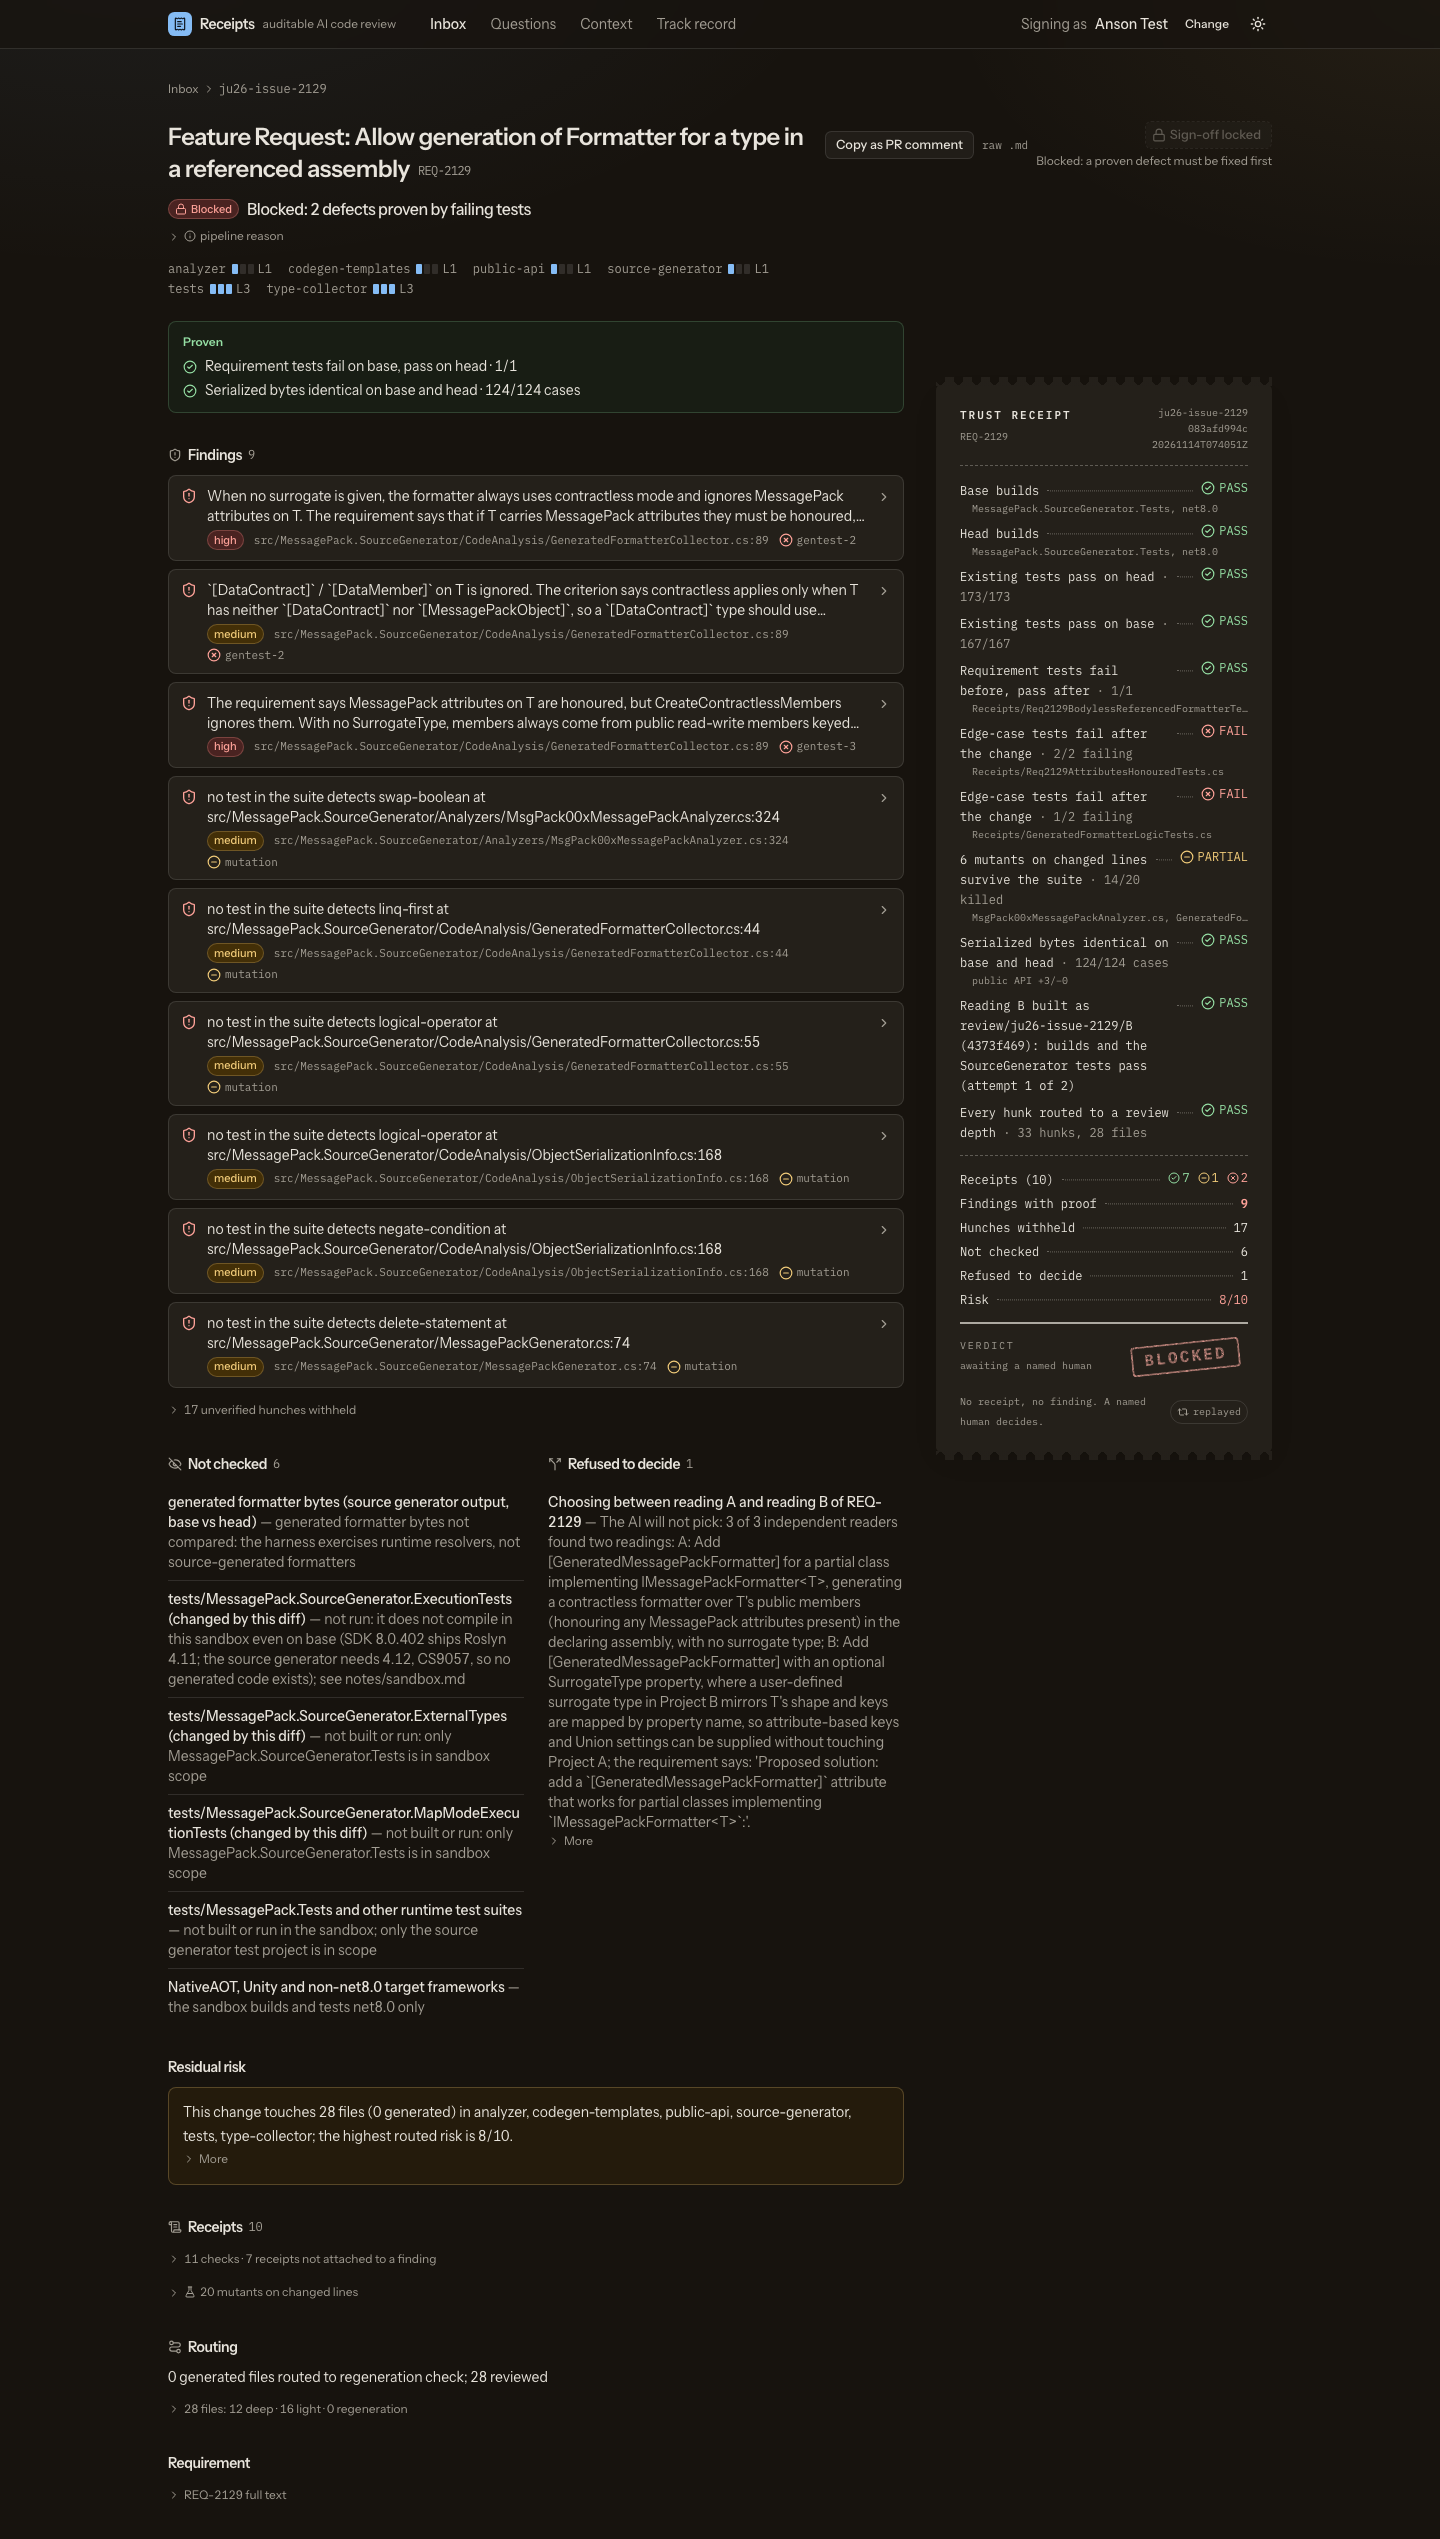 Receipts auditable AI code review Inbox Questions Context Track record Signing as Anson Test Change
Inbox > ju26-issue-2129
Feature Request: Allow generation of Formatter for a type in
a referenced assembly REQ-2129
Copy as PR comment raw .md
Sign-off locked
Blocked: a proven defect must be fixed first
Blocked Blocked: 2 defects proven by failing tests
pipeline reason
analyzer L1 codegen-templates L1 public-api L1 source-generator L1
tests L3 type-collector L3
Proven
Requirement tests fail on base, pass on head · 1/1
Serialized bytes identical on base and head · 124/124 cases
Findings 9
When no surrogate is given, the formatter always uses contractless mode and ignores MessagePack
attributes on T. The requirement says that if T carries MessagePack attributes they must be honoured,...
high src/MessagePack.SourceGenerator/CodeAnalysis/GeneratedFormatterCollector.cs:89 gentest-2
`[DataContract]` / `[DataMember]` on T is ignored. The criterion says contractless applies only when T
has neither `[DataContract]` nor `[MessagePackObject]`, so a `[DataContract]` type should use...
medium src/MessagePack.SourceGenerator/CodeAnalysis/GeneratedFormatterCollector.cs:89
gentest-2
The requirement says MessagePack attributes on T are honoured, but CreateContractlessMembers
ignores them. With no SurrogateType, members always come from public read-write members keyed...
high src/MessagePack.SourceGenerator/CodeAnalysis/GeneratedFormatterCollector.cs:89 gentest-3
no test in the suite detects swap-boolean at
src/MessagePack.SourceGenerator/Analyzers/MsgPack00xMessagePackAnalyzer.cs:324
medium src/MessagePack.SourceGenerator/Analyzers/MsgPack00xMessagePackAnalyzer.cs:324
mutation
no test in the suite detects linq-first at
src/MessagePack.SourceGenerator/CodeAnalysis/GeneratedFormatterCollector.cs:44
medium src/MessagePack.SourceGenerator/CodeAnalysis/GeneratedFormatterCollector.cs:44
mutation
no test in the suite detects logical-operator at
src/MessagePack.SourceGenerator/CodeAnalysis/GeneratedFormatterCollector.cs:55
medium src/MessagePack.SourceGenerator/CodeAnalysis/GeneratedFormatterCollector.cs:55
mutation
no test in the suite detects logical-operator at
src/MessagePack.SourceGenerator/CodeAnalysis/ObjectSerializationInfo.cs:168
medium src/MessagePack.SourceGenerator/CodeAnalysis/ObjectSerializationInfo.cs:168 mutation
no test in the suite detects negate-condition at
src/MessagePack.SourceGenerator/CodeAnalysis/ObjectSerializationInfo.cs:168
medium src/MessagePack.SourceGenerator/CodeAnalysis/ObjectSerializationInfo.cs:168 mutation
no test in the suite detects delete-statement at
src/MessagePack.SourceGenerator/MessagePackGenerator.cs:74
medium src/MessagePack.SourceGenerator/MessagePackGenerator.cs:74 mutation
17 unverified hunches withheld
TRUST RECEIPT
REQ-2129
ju26-issue-2129
083afd994c
20261114T074051Z
Base builds PASS
MessagePack.SourceGenerator.Tests, net8.0
Head builds PASS
MessagePack.SourceGenerator.Tests, net8.0
Existing tests pass on head · PASS
173/173
Existing tests pass on base · PASS
167/167
Requirement tests fail PASS
before, pass after · 1/1
Receipts/Req2129BodylessReferencedFormatterTe…
Edge-case tests fail after FAIL
the change · 2/2 failing
Receipts/Req2129AttributesHonouredTests.cs
Edge-case tests fail after FAIL
the change · 1/2 failing
Receipts/GeneratedFormatterLogicTests.cs
6 mutants on changed lines PARTIAL
survive the suite · 14/20
killed
MsgPack00xMessagePackAnalyzer.cs, GeneratedFo…
Serialized bytes identical on PASS
base and head · 124/124 cases
public API +3/−0
Reading B built as PASS
review/ju26-issue-2129/B
(4373f469): builds and the
SourceGenerator tests pass
(attempt 1 of 2)
Every hunk routed to a review PASS
depth · 33 hunks, 28 files
Receipts (10) 7 1 2
Findings with proof 9
Hunches withheld 17
Not checked 6
Refused to decide 1
Risk 8/10
VERDICT
awaiting a named human
BLOCKED
No receipt, no finding. A named
human decides.
replayed
Not checked 6
generated formatter bytes (source generator output,
base vs head) — generated formatter bytes not
compared: the harness exercises runtime resolvers, not
source-generated formatters
tests/MessagePack.SourceGenerator.ExecutionTests
(changed by this diff) — not run: it does not compile in
this sandbox even on base (SDK 8.0.402 ships Roslyn
4.11; the source generator needs 4.12, CS9057, so no
generated code exists); see notes/sandbox.md
tests/MessagePack.SourceGenerator.ExternalTypes
(changed by this diff) — not built or run: only
MessagePack.SourceGenerator.Tests is in sandbox
scope
tests/MessagePack.SourceGenerator.MapModeExecu
tionTests (changed by this diff) — not built or run: only
MessagePack.SourceGenerator.Tests is in sandbox
scope
tests/MessagePack.Tests and other runtime test suites
— not built or run in the sandbox; only the source
generator test project is in scope
NativeAOT, Unity and non-net8.0 target frameworks —
the sandbox builds and tests net8.0 only
Refused to decide 1
Choosing between reading A and reading B of REQ-
2129 — The AI will not pick: 3 of 3 independent readers
found two readings: A: Add
[GeneratedMessagePackFormatter] for a partial class
implementing IMessagePackFormatter<T>, generating
a contractless formatter over T's public members
(honouring any MessagePack attributes present) in the
declaring assembly, with no surrogate type; B: Add
[GeneratedMessagePackFormatter] with an optional
SurrogateType property, where a user-defined
surrogate type in Project B mirrors T's shape and keys
are mapped by property name, so attribute-based keys
and Union settings can be supplied without touching
Project A; the requirement says: 'Proposed solution:
add a `[GeneratedMessagePackFormatter]` attribute
that works for partial classes implementing
`IMessagePackFormatter<T>`:'.
More
Residual risk
This change touches 28 files (0 generated) in analyzer, codegen-templates, public-api, source-generator,
tests, type-collector; the highest routed risk is 8/10.
More
Receipts 10
11 checks · 7 receipts not attached to a finding
20 mutants on changed lines
Routing
0 generated files routed to regeneration check; 28 reviewed
28 files: 12 deep · 16 light · 0 regeneration
Requirement
REQ-2129 full text